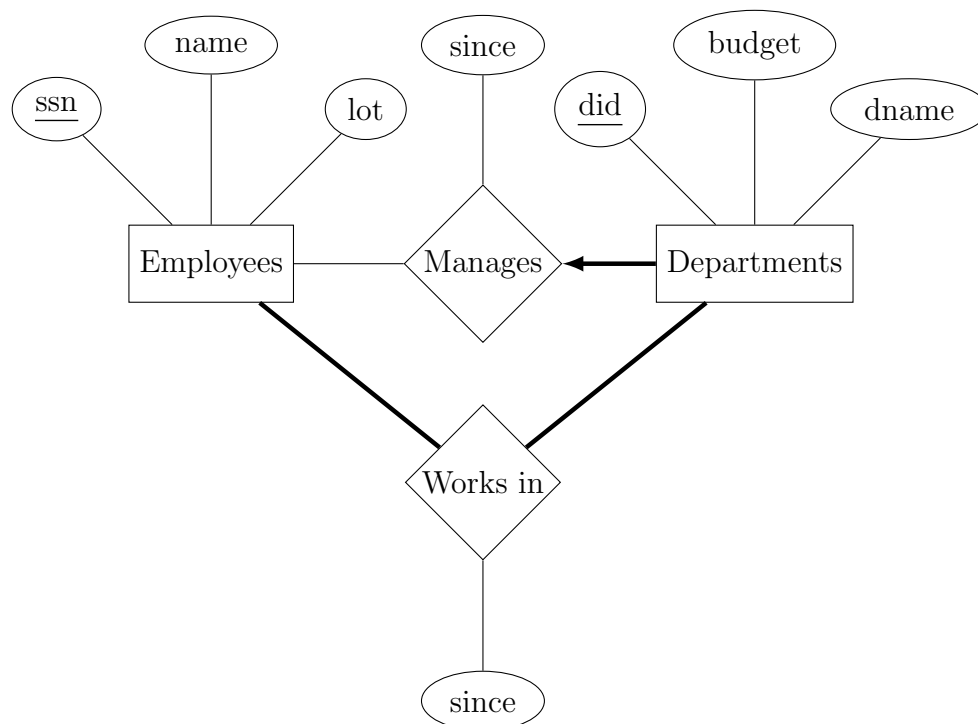 name
since
budget
ssn
lot
did
dname
Employees
Manages
Departments
Works in
since